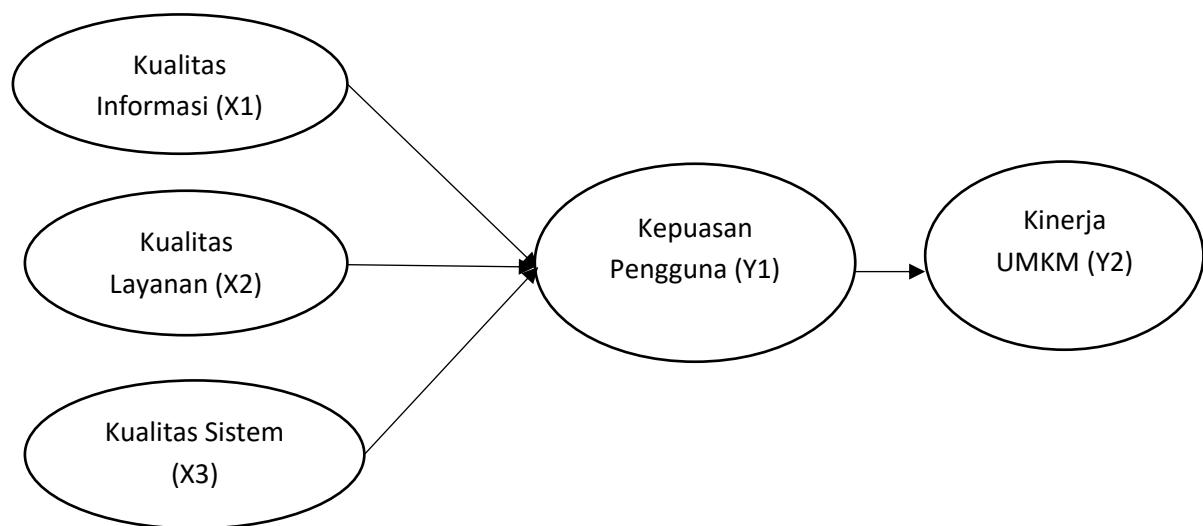 Kualitas
Informasi (X1)
Kualitas
Layanan (X2)
Kualitas Sistem
(X3)
Kepuasan
Pengguna (Y1)
Kinerja
UMKM (Y2)